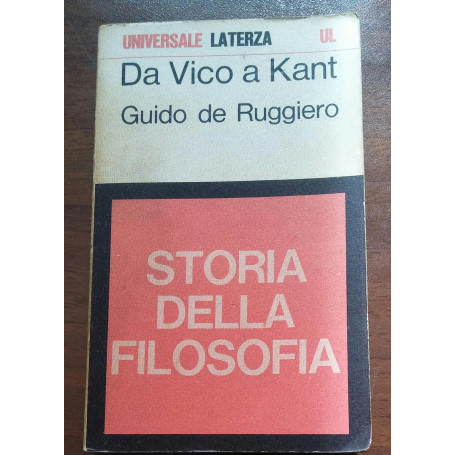 UNIVERSALE LATERZA UL
Da Vico a Kant
Guido de Ruggiero
STORIA
DELLA
FILOSOFIA